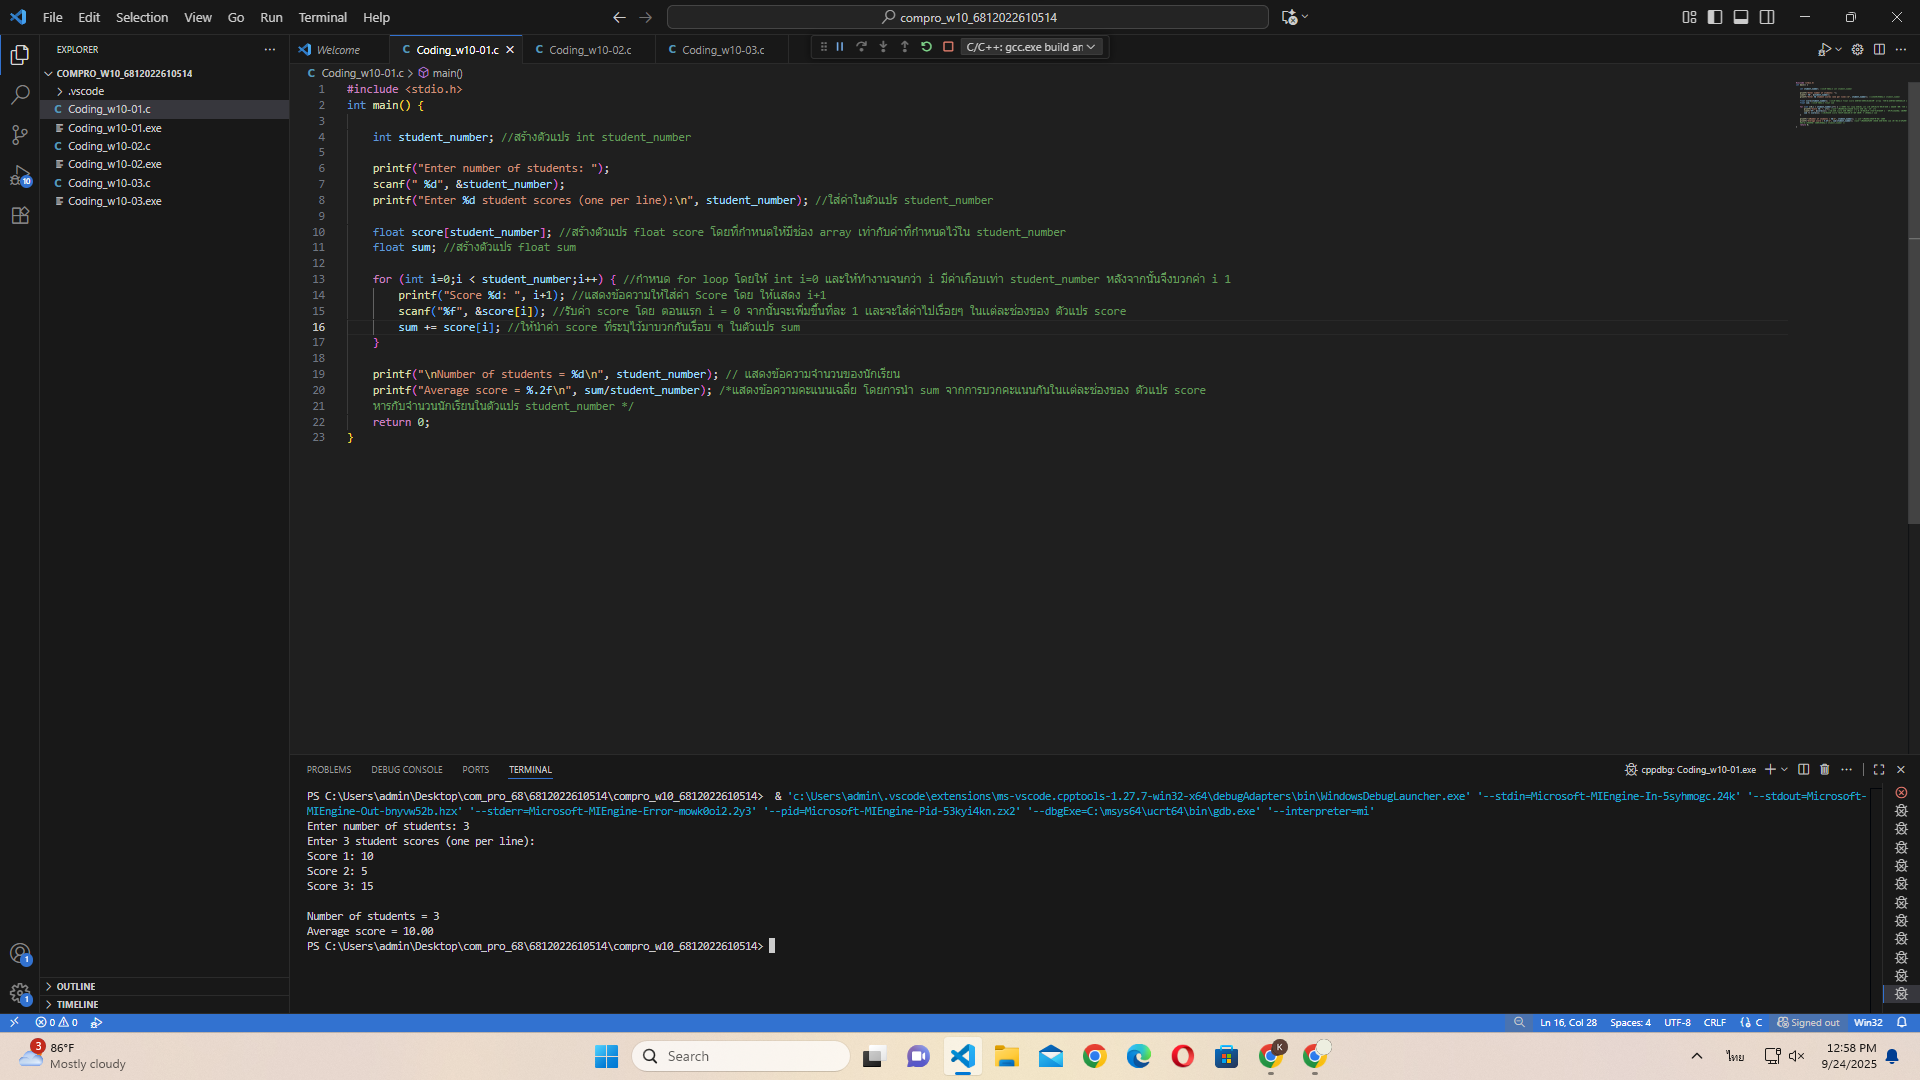 File Edit Selection View Go Run Terminal Help
compro_w10_6812022610514
EXPLORER
Welcome
Coding_w10-01.c
Coding_w10-02.c
Coding_w10-03.c
C/C++: gcc.exe build an
COMPRO_W10_6812022610514
.vscode
Coding_w10-01.c
Coding_w10-01.exe
Coding_w10-02.c
Coding_w10-02.exe
Coding_w10-03.c
Coding_w10-03.exe
10
1
1
OUTLINE
TIMELINE
Coding_w10-01.c > main()
1 #include <stdio.h>
2 int main() {
3
4 int student_number; //สร้างตัวแปร int student_number
5
6 printf("Enter number of students: ");
7 scanf(" %d", &student_number);
8 printf("Enter %d student scores (one per line):\n", student_number); //ใส่ค่าในตัวแปร student_number
9
10 float score[student_number]; //สร้างตัวแปร float score โดยที่กำหนดให้มีช่อง array เท่ากับค่าที่กำหนดไว้ใน student_number
11 float sum; //สร้างตัวแปร float sum
12
13 for (int i=0;i < student_number;i++) { //กำหนด for loop โดยให้ int i=0 และให้ทำงานจนกว่า i มีค่าเกือบเท่า student_number หลังจากนั้นจึงบวกค่า i 1
14 printf("Score %d: ", i+1); //แสดงข้อความให้ใส่ค่า Score โดย ให้แสดง i+1
15 scanf("%f", &score[i]); //รับค่า score โดย ตอนแรก i = 0 จากนั้นจะเพิ่มขึ้นที่ละ 1 และจะใส่ค่าไปเรื่อยๆ ในแต่ละช่องของ ตัวแปร score
16 sum += score[i]; //ให้นำค่า score ที่ระบุไว้มาบวกกันเรื่อบ ๆ ในตัวแปร sum
17 }
18
19 printf("\nNumber of students = %d\n", student_number); // แสดงข้อความจำนวนของนักเรียน
20 printf("Average score = %.2f\n", sum/student_number); /*แสดงข้อความคะแนนเฉลี่ย โดยการนำ sum จากการบวกคะแนนกันในแต่ละช่องของ ตัวแปร score
21 หารกับจำนวนนักเรียนในตัวแปร student_number */
22 return 0;
23 }
PROBLEMS DEBUG CONSOLE PORTS TERMINAL
cppdbg: Coding_w10-01.exe
PS C:\Users\admin\Desktop\com_pro_68\6812022610514\compro_w10_6812022610514> & 'c:\Users\admin\.vscode\extensions\ms-vscode.cpptools-1.27.7-win32-x64\debugAdapters\bin\WindowsDebugLauncher.exe' '--stdin=Microsoft-MIEngine-In-5syhmogc.24k' '--stdout=Microsoft-
MIEngine-Out-bnyvw52b.hzx' '--stderr=Microsoft-MIEngine-Error-mowk0oi2.2y3' '--pid=Microsoft-MIEngine-Pid-53kyi4kn.zx2' '--dbgExe=C:\msys64\ucrt64\bin\gdb.exe' '--interpreter=mi'
Enter number of students: 3
Enter 3 student scores (one per line):
Score 1: 10
Score 2: 5
Score 3: 15

Number of students = 3
Average score = 10.00
PS C:\Users\admin\Desktop\com_pro_68\6812022610514\compro_w10_6812022610514>
0 0
Ln 16, Col 28 Spaces: 4 UTF-8 CRLF {} C Signed out Win32
3
86°F
Mostly cloudy
Search
K
ไทย
12:58 PM
9/24/2025